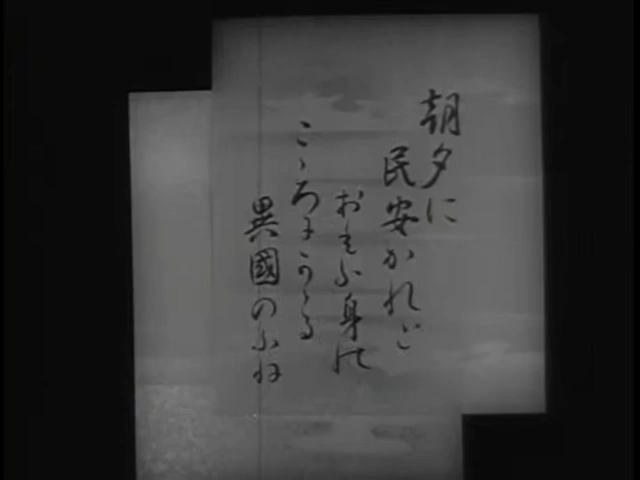 朝夕に
民安かれと
おもふ身の
こゝろにかゝる
異國のふね